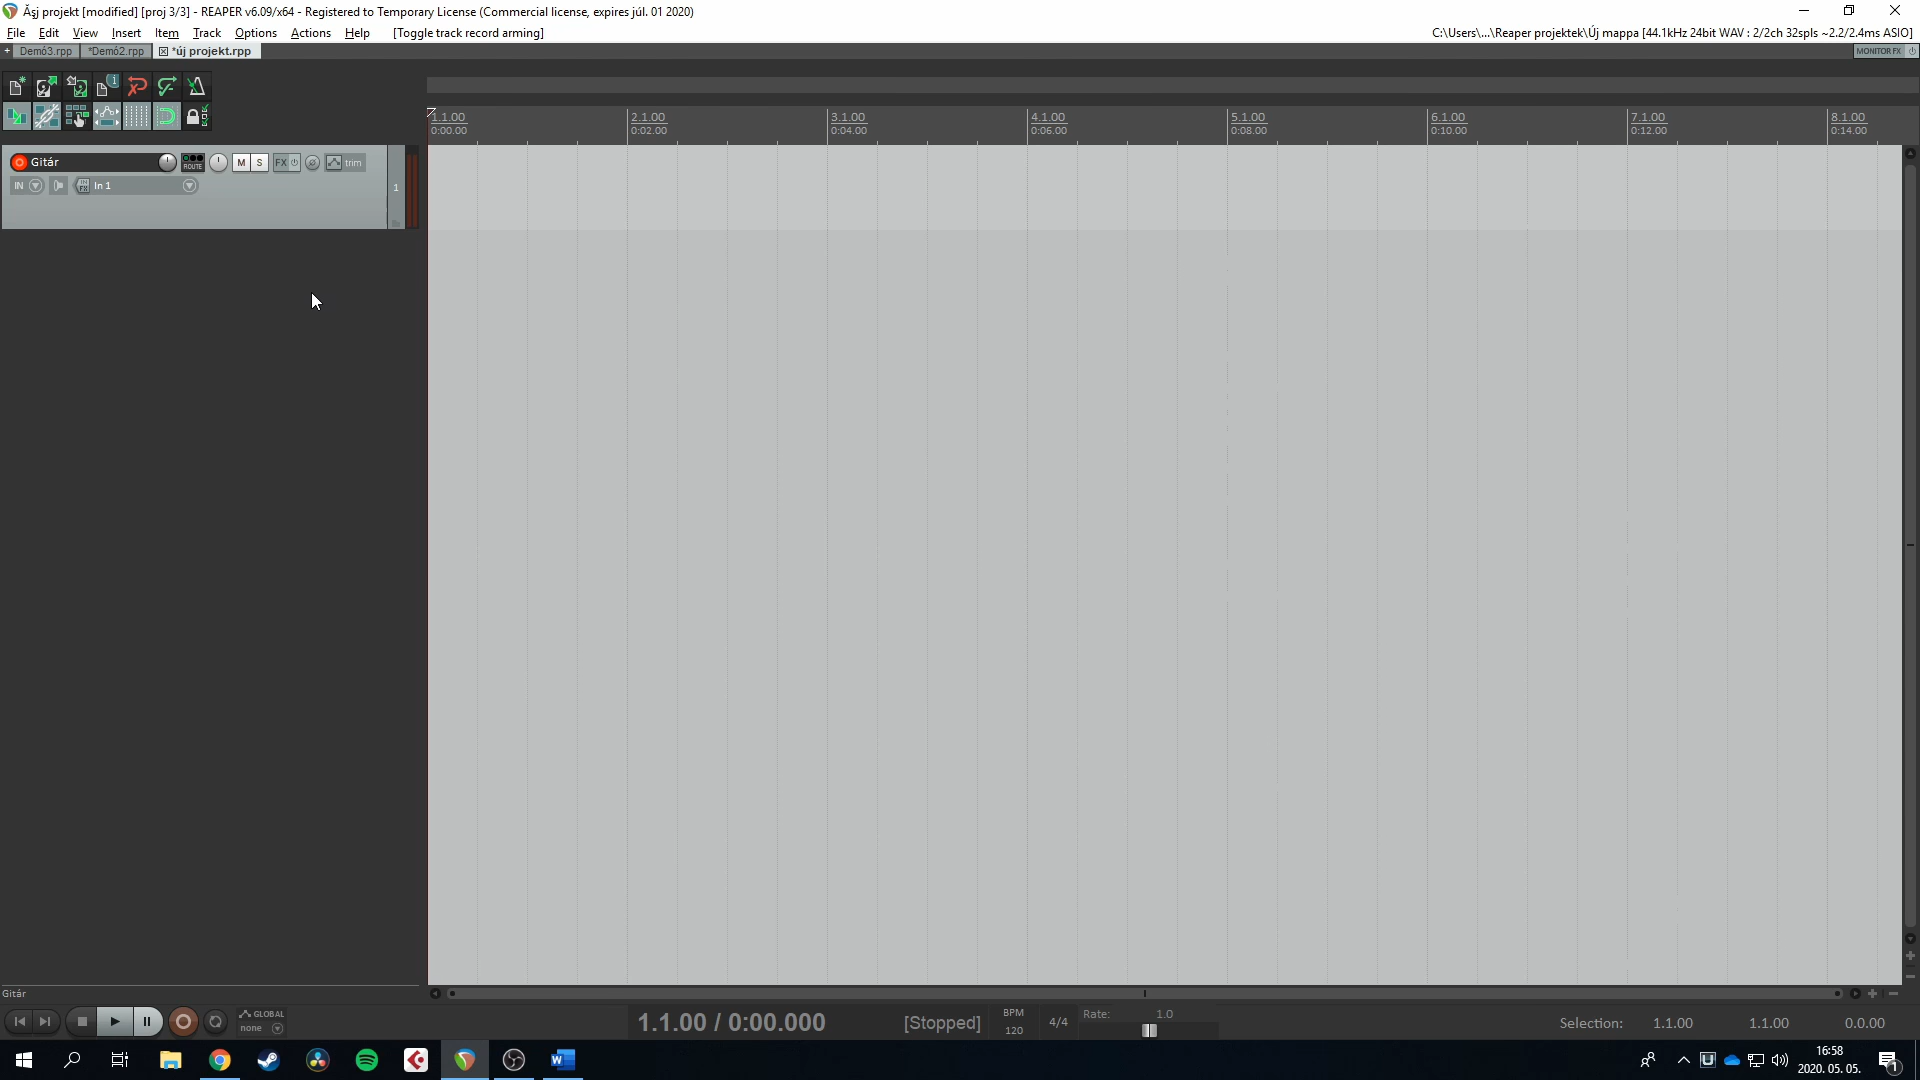 Ăşj projekt [modified] [proj 3/3] - REAPER v6.09/x64 - Registered to Temporary License (Commercial license, expires júl. 01 2020)
File Edit View Insert Item Track Options Actions Help [Toggle track record arming] C:\Users\...\Reaper projektek\Új mappa [44.1kHz 24bit WAV : 2/2ch 32spls ~2.2/2.4ms ASIO]
+ Demó3.rpp *Demó2.rpp *új projekt.rpp MONITOR FX
1.1.00 2.1.00 3.1.00 4.1.00 5.1.00 6.1.00 7.1.00 8.1.00
0:00.00 0:02.00 0:04.00 0:06.00 0:08.00 0:10.00 0:12.00 0:14.00
Gitár ROUTE M S FX trim
IN IN FX In 1 1
Gitár
GLOBAL
none
1.1.00 / 0:00.000 [Stopped]
BPM
120
4/4
Rate: 1.0
Selection: 1.1.00 1.1.00 0.0.00
16:58
2020. 05. 05.
1